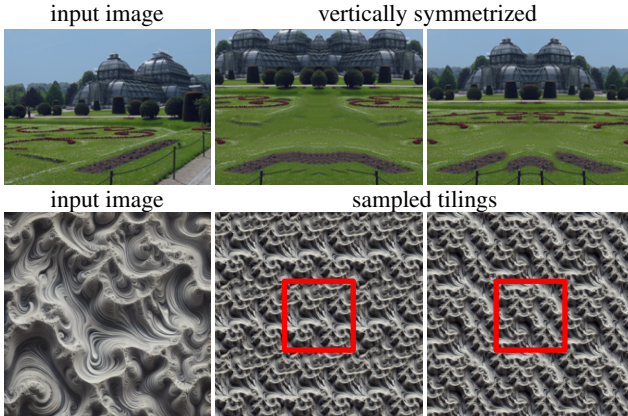 input image
vertically symmetrized
input image
sampled tilings